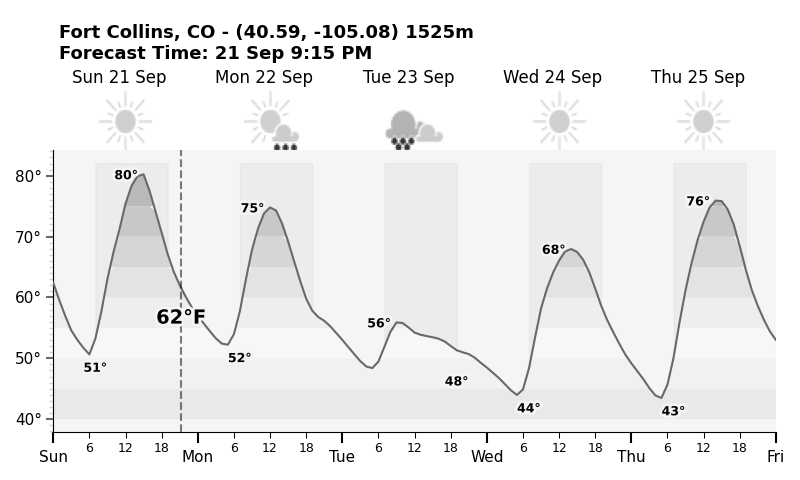 Fort Collins, CO - (40.59, -105.08) 1525m
Forecast Time: 21 Sep 9:15 PM
Sun 21 Sep Mon 22 Sep Tue 23 Sep Wed 24 Sep Thu 25 Sep
80°
70°
60°
50°
40°
80°
75°
76°
68°
62°F
56°
51°
52°
48°
44°
43°
6 12 18 6 12 18 6 12 18 6 12 18 6 12 18
Sun Mon Tue Wed Thu Fri